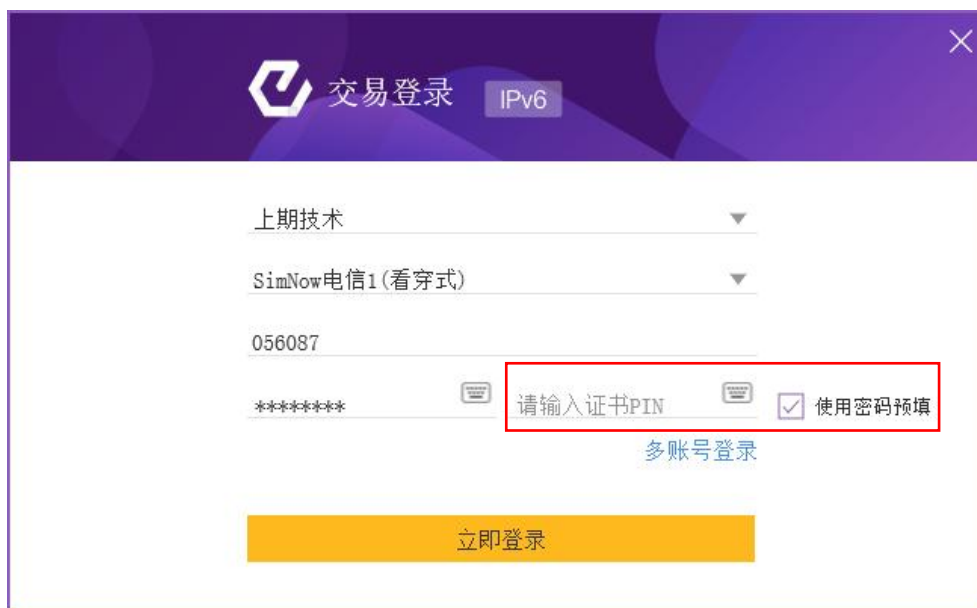 交易登录 IPv6
上期技术
SimNow电信1(看穿式)
056087
******** 请输入证书PIN 使用密码预填
多账号登录
立即登录